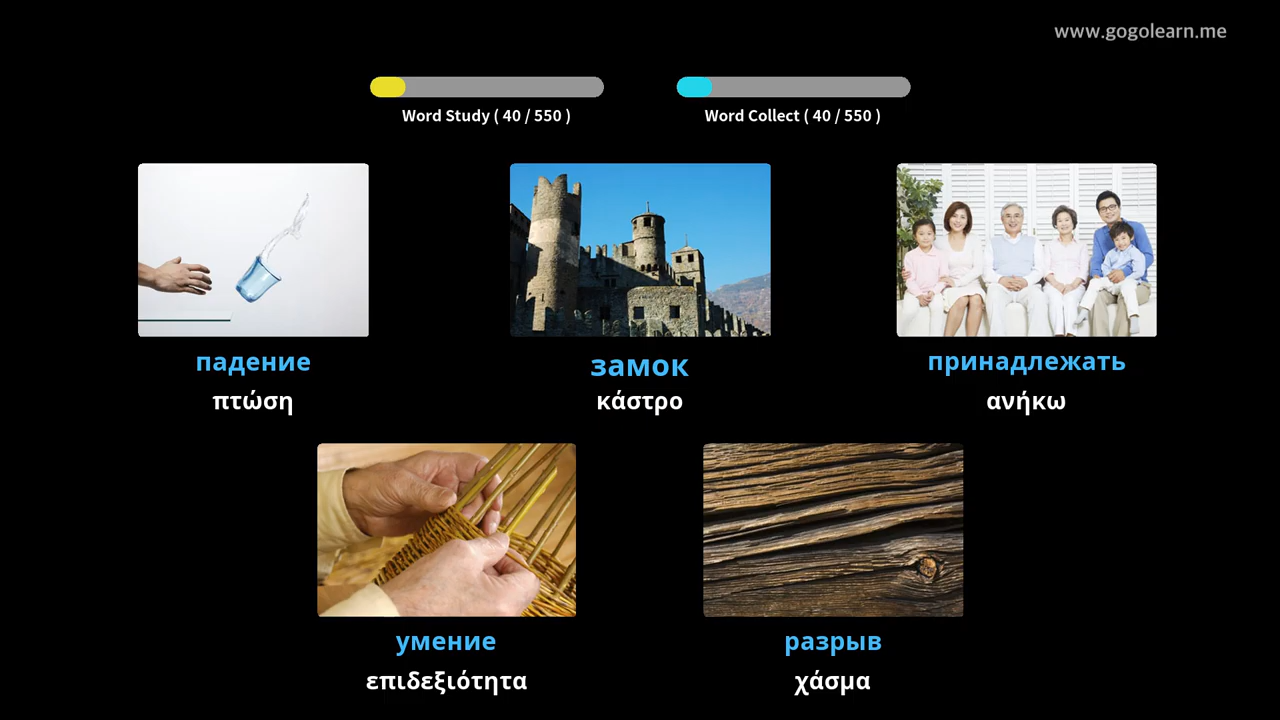 www.gogolearn.me
Word Study ( 40 / 550 )
Word Collect ( 40 / 550 )
падение
πτώση
замок
κάστρο
принадлежать
ανήκω
умение
επιδεξιότητα
разрыв
χάσμα